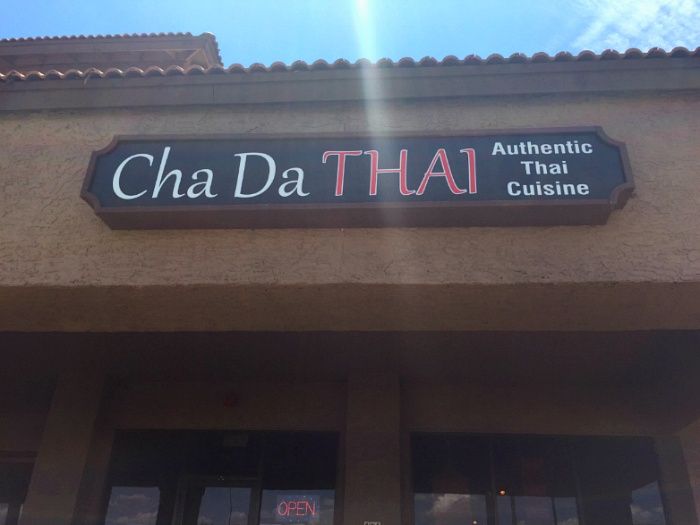 Cha Da THAI
Authentic
Thai
Cuisine
OPEN